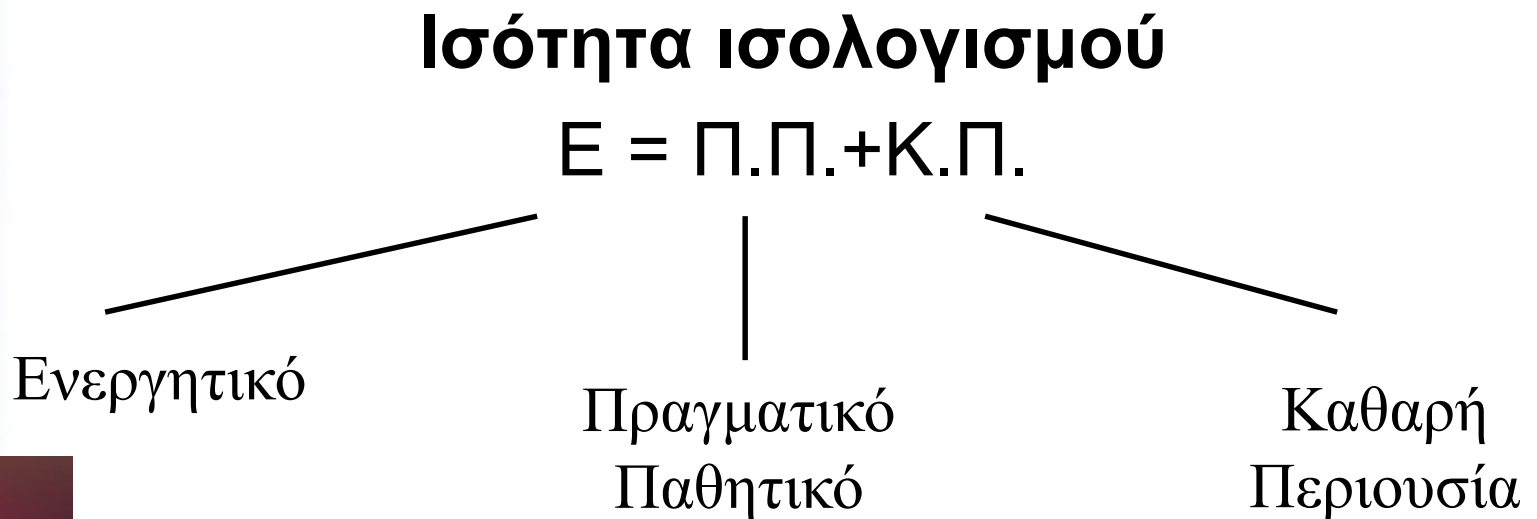 Ισότητα ισολογισμού
Ε = Π.Π.+Κ.Π.
Ενεργητικό
Πραγματικό
Παθητικό
Καθαρή
Περιουσία